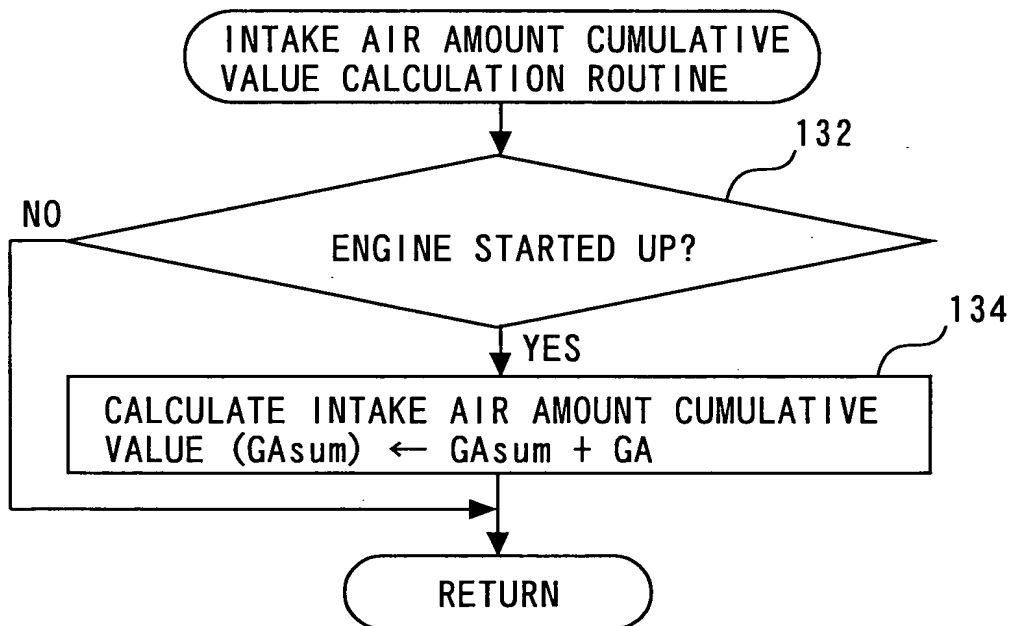 INTAKE AIR AMOUNT CUMULATIVE
VALUE CALCULATION ROUTINE
132
NO
ENGINE STARTED UP?
134
YES
CALCULATE INTAKE AIR AMOUNT CUMULATIVE
VALUE (GAsum) ← GAsum + GA
RETURN